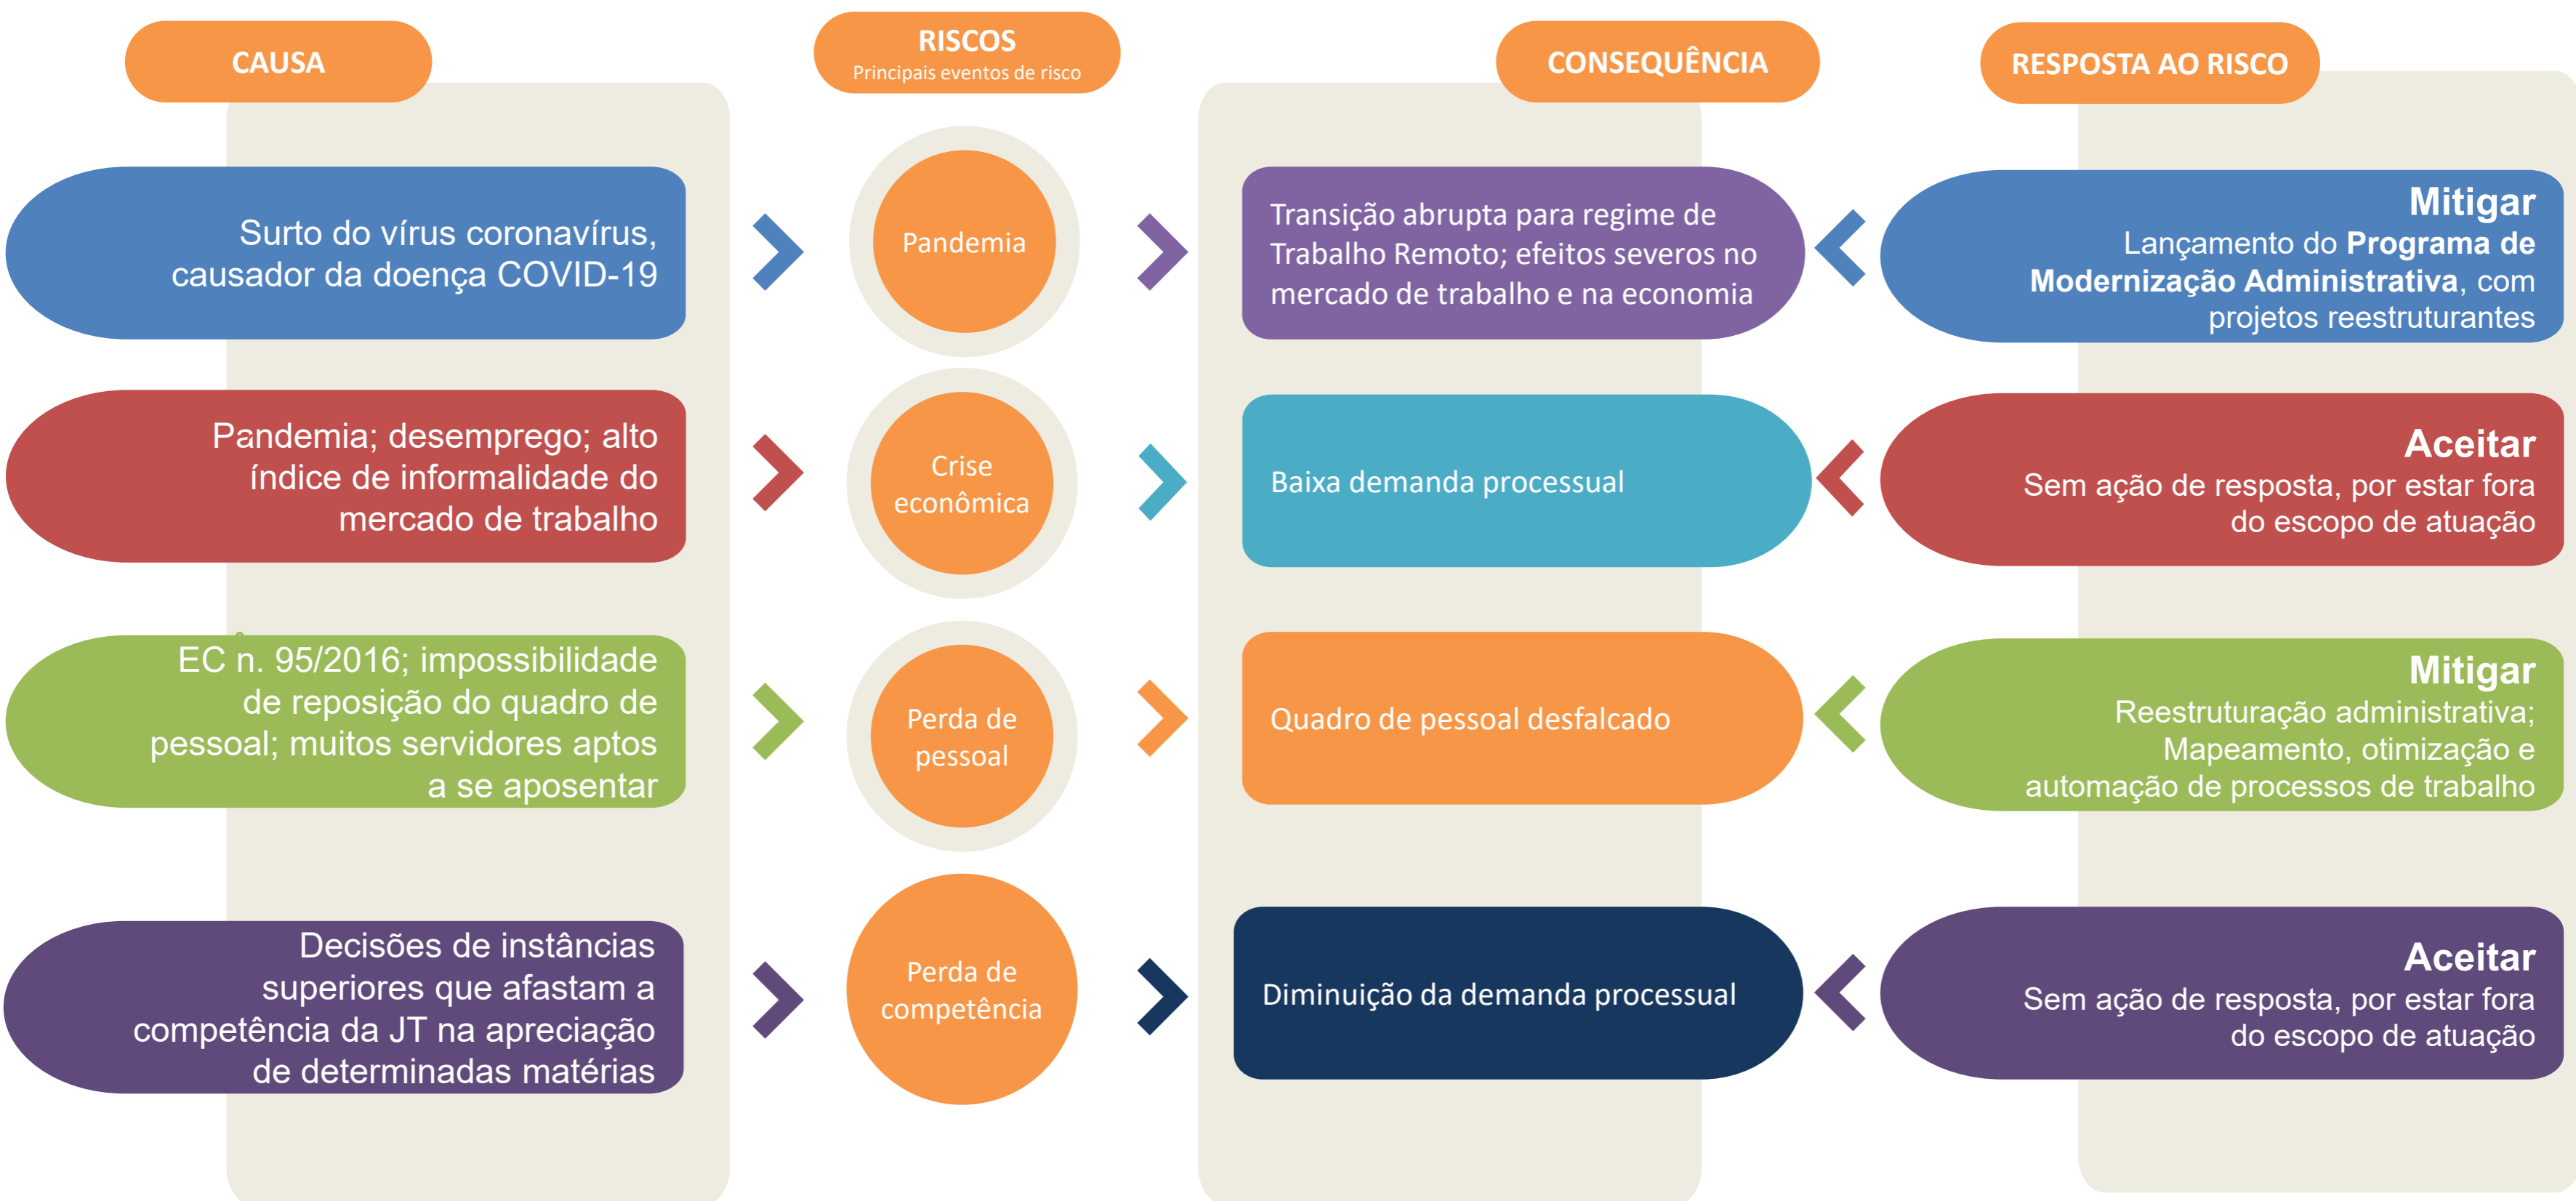 CAUSA
RISCOS
Principais eventos de risco
CONSEQUÊNCIA
RESPOSTA AO RISCO
Surto do vírus coronavírus,
causador da doença COVID-19
Pandemia
Transição abrupta para regime de
Trabalho Remoto; efeitos severos no
mercado de trabalho e na economia
Mitigar
Lançamento do Programa de
Modernização Administrativa, com
projetos reestruturantes
Pandemia; desemprego; alto
índice de informalidade do
mercado de trabalho
Crise
econômica
Baixa demanda processual
Aceitar
Sem ação de resposta, por estar fora
do escopo de atuação
EC n. 95/2016; impossibilidade
de reposição do quadro de
pessoal; muitos servidores aptos
a se aposentar
Perda de
pessoal
Quadro de pessoal desfalcado
Mitigar
Reestruturação administrativa;
Mapeamento, otimização e
automação de processos de trabalho
Decisões de instâncias
superiores que afastam a
competência da JT na apreciação
de determinadas matérias
Perda de
competência
Diminuição da demanda processual
Aceitar
Sem ação de resposta, por estar fora
do escopo de atuação